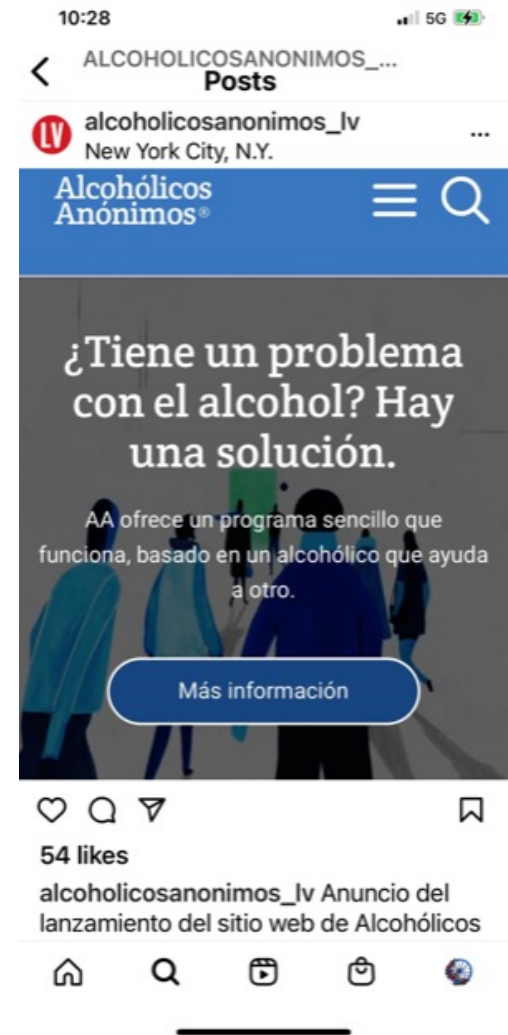 10:28
5G
ALCOHOLICOSANONIMOS_...
Posts
LV
alcoholicosanonimos_lv
New York City, N.Y.
...
Alcohólicos
Anónimos®
¿Tiene un problema
con el alcohol? Hay
una solución.
AA ofrece un programa sencillo que
funciona, basado en un alcohólico que ayuda
a otro.
Más información
54 likes
alcoholicosanonimos_lv Anuncio del
lanzamiento del sitio web de Alcohólicos